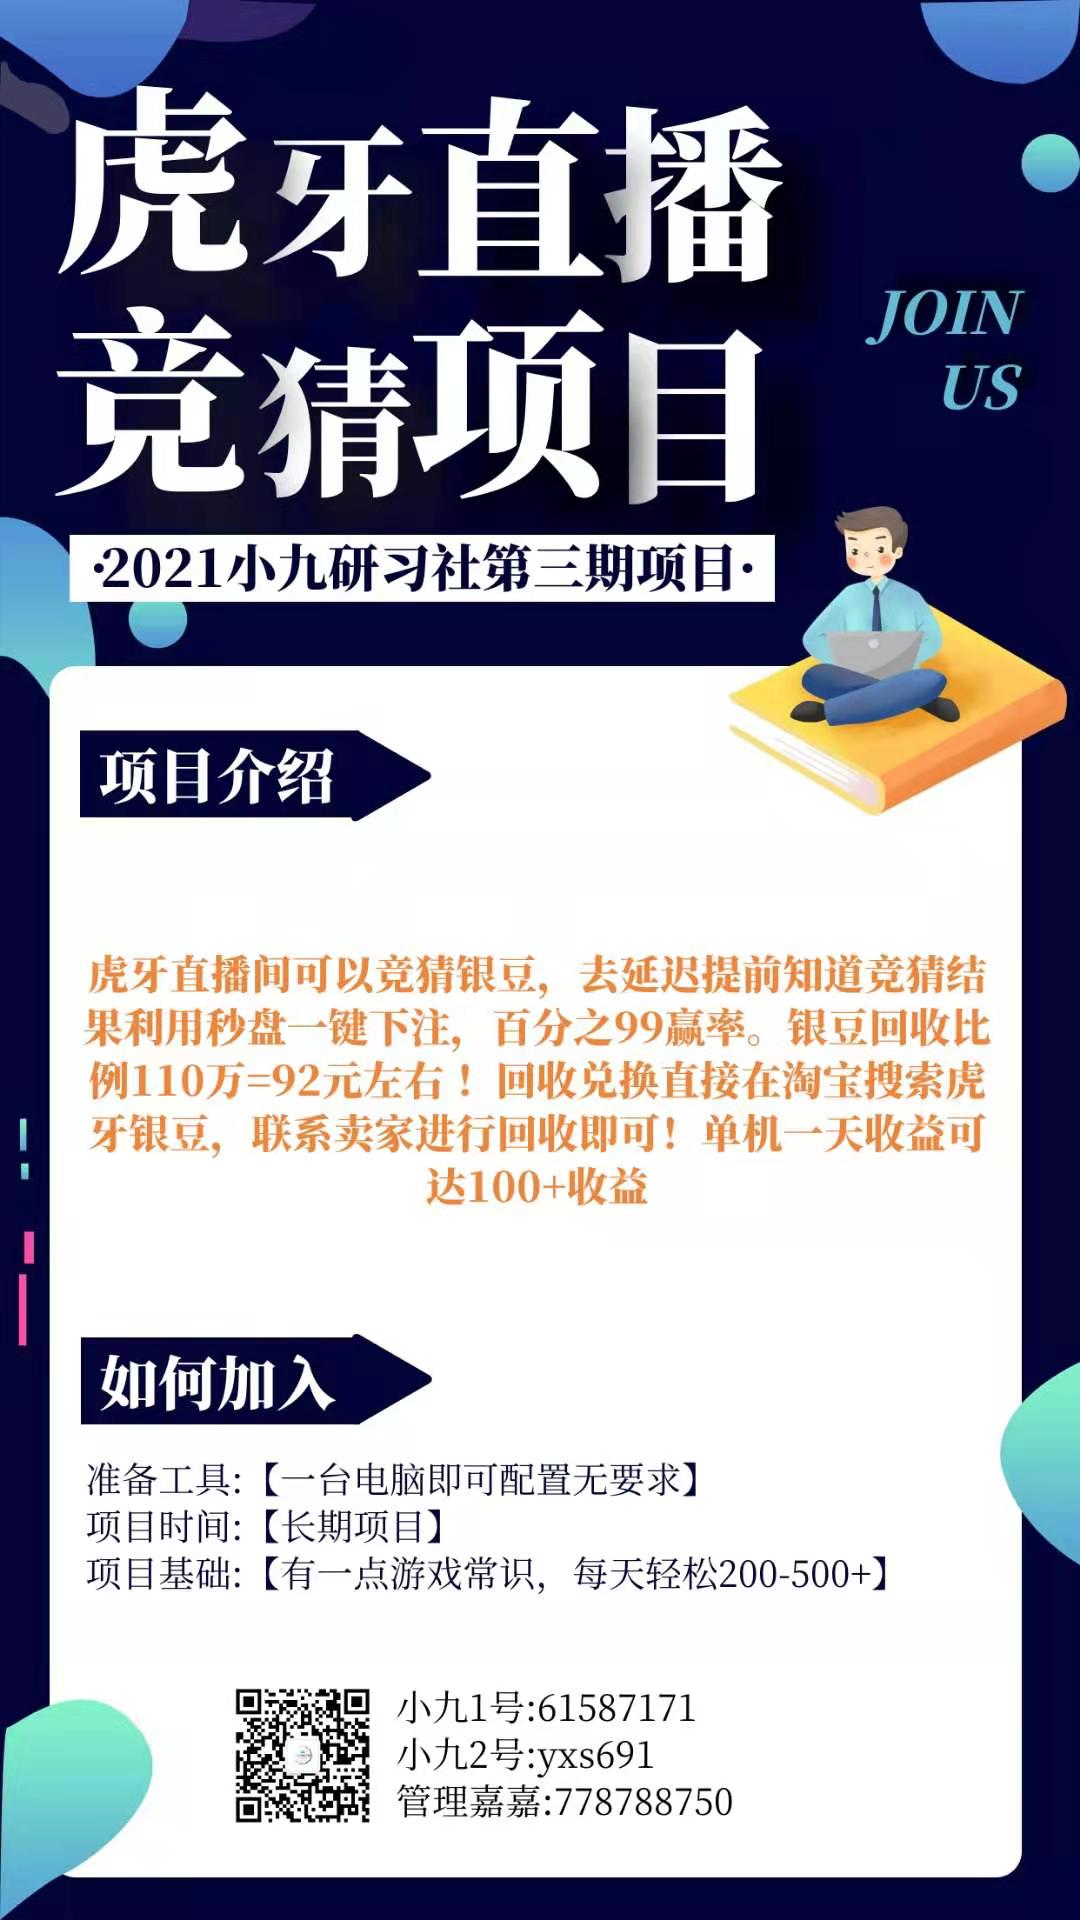 虎牙直播
竞猜项目
JOIN
US
·2021小九研习社第三期项目·
项目介绍
虎牙直播间可以竞猜银豆，去延迟提前知道竞猜结
果利用秒盘一键下注，百分之99赢率。银豆回收比
例110万=92元左右！回收兑换直接在淘宝搜索虎
牙银豆，联系卖家进行回收即可！单机一天收益可
达100+收益
如何加入
准备工具:【一台电脑即可配置无要求】
项目时间:【长期项目】
项目基础:【有一点游戏常识，每天轻松200-500+】
小九1号:61587171
小九2号:yxs691
管理嘉嘉:778788750